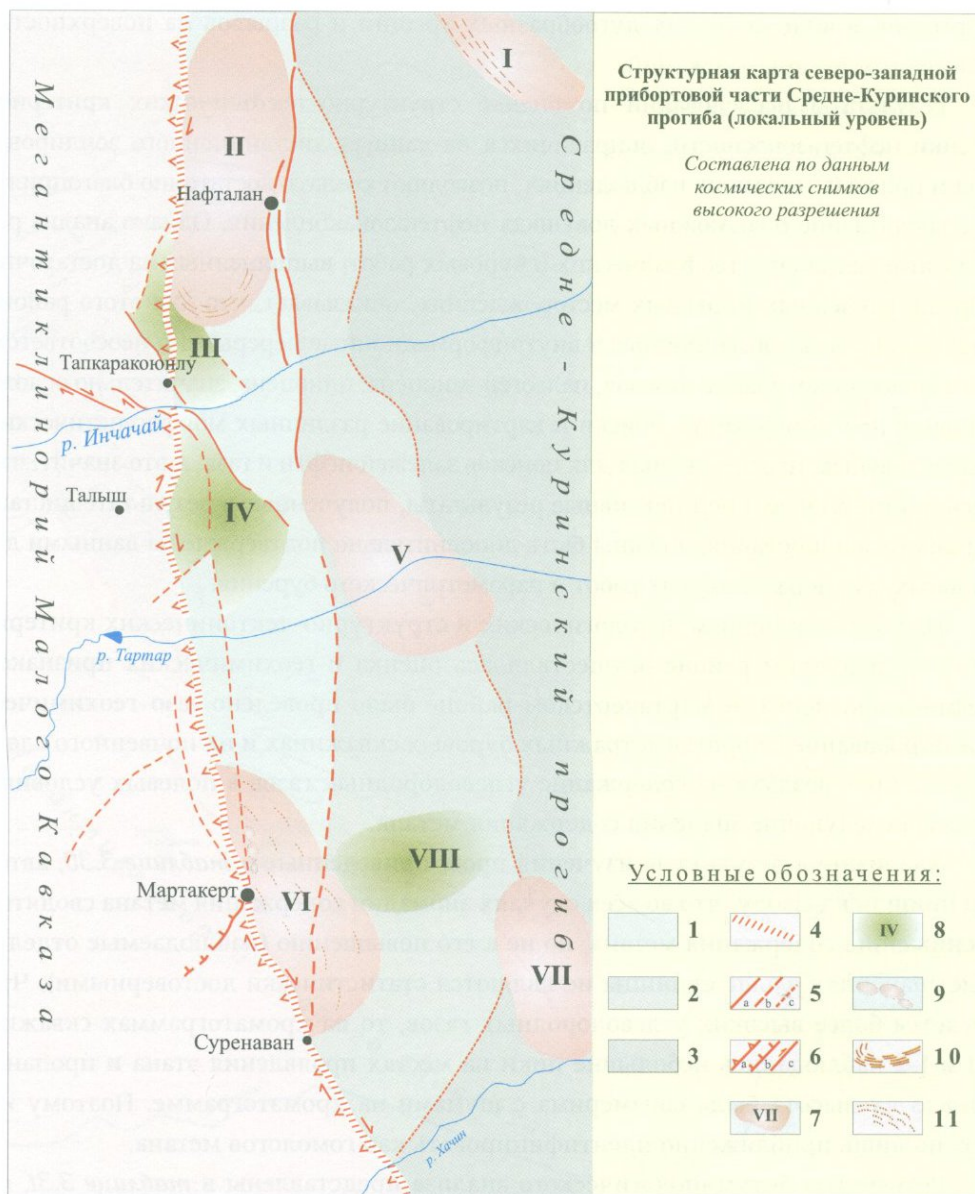 Структурная карта северо-западной
прибортовой части Средне-Куринского
прогиба (локальный уровень)
Составлена по данным
космических снимков
высокого разрешения
Мегантиклинорий Малого Кавказа
Средне-Куринский прогиб
I
II
Нафталан
III
Тапкаракоюнлу
р. Инчачай
Талыш
IV
V
р. Тартар
VIII
Мартакерт
VI
VII
Суренаван
р. Хачин
Условные обозначения:
1
4
IV 8
2
a b c 5
9
3
a b c 6
10
VII 7
11